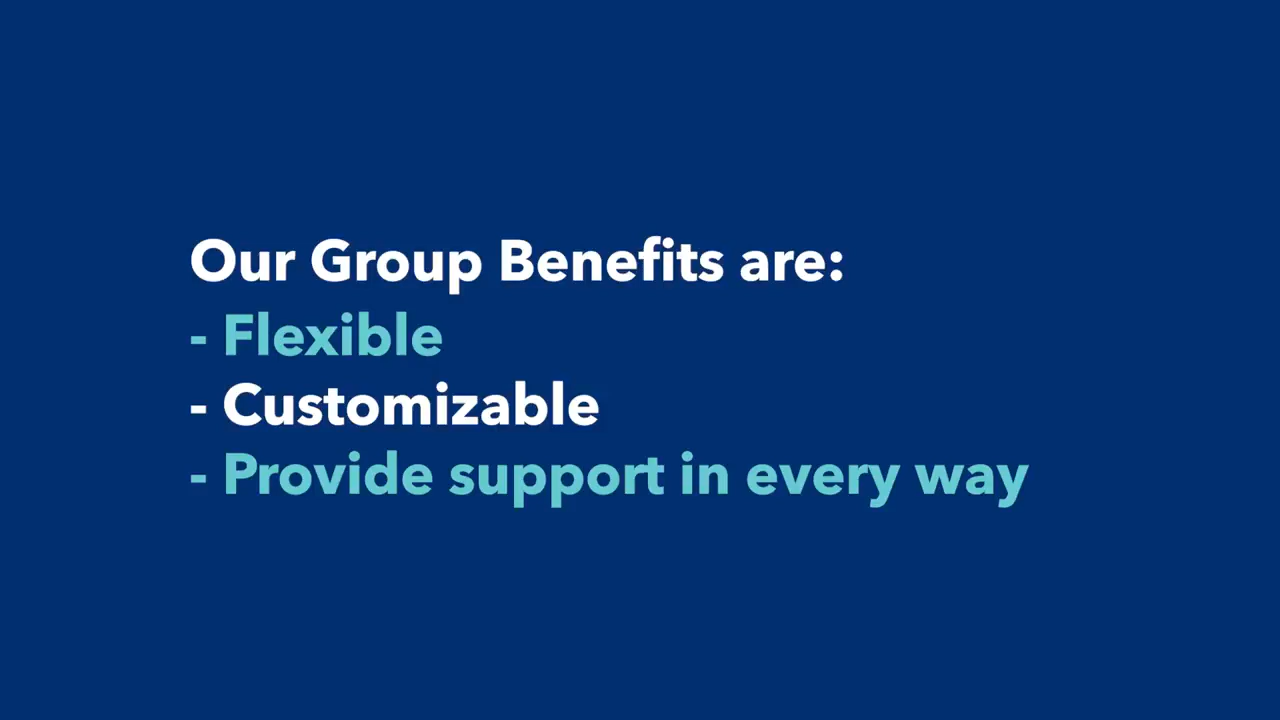 Our Group Benefits are:
- Flexible
- Customizable
- Provide support in every way